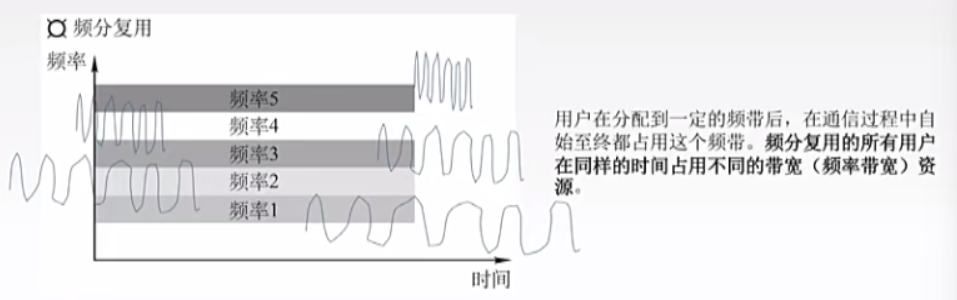 ¤ 频分复用
频率
频率5
频率4
频率3
频率2
频率1
时间
用户在分配到一定的频带后，在通信过程中自
始至终都占用这个频带。频分复用的所有用户
在同样的时间占用不同的带宽（频率带宽）资
源。